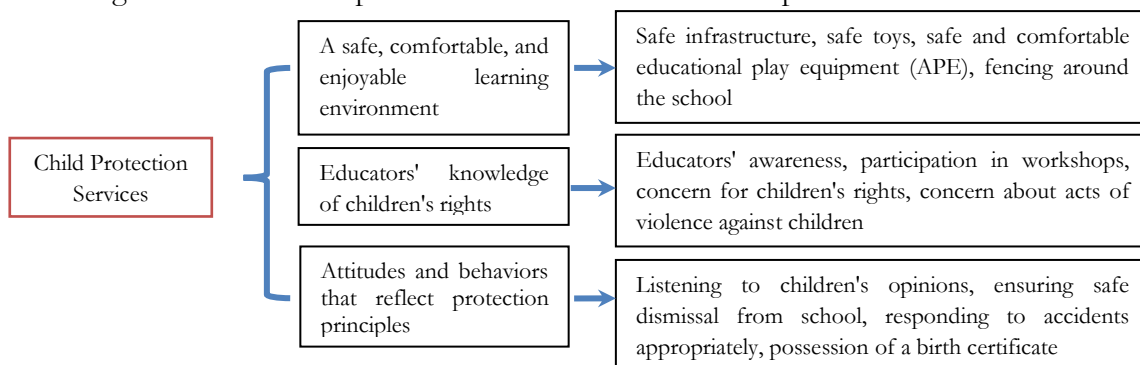 Child Protection
Services
A safe, comfortable, and
enjoyable learning
environment
Safe infrastructure, safe toys, safe and comfortable
educational play equipment (APE), fencing around
the school
Educators' knowledge
of children's rights
Educators' awareness, participation in workshops,
concern for children's rights, concern about acts of
violence against children
Attitudes and behaviors
that reflect protection
principles
Listening to children's opinions, ensuring safe
dismissal from school, responding to accidents
appropriately, possession of a birth certificate